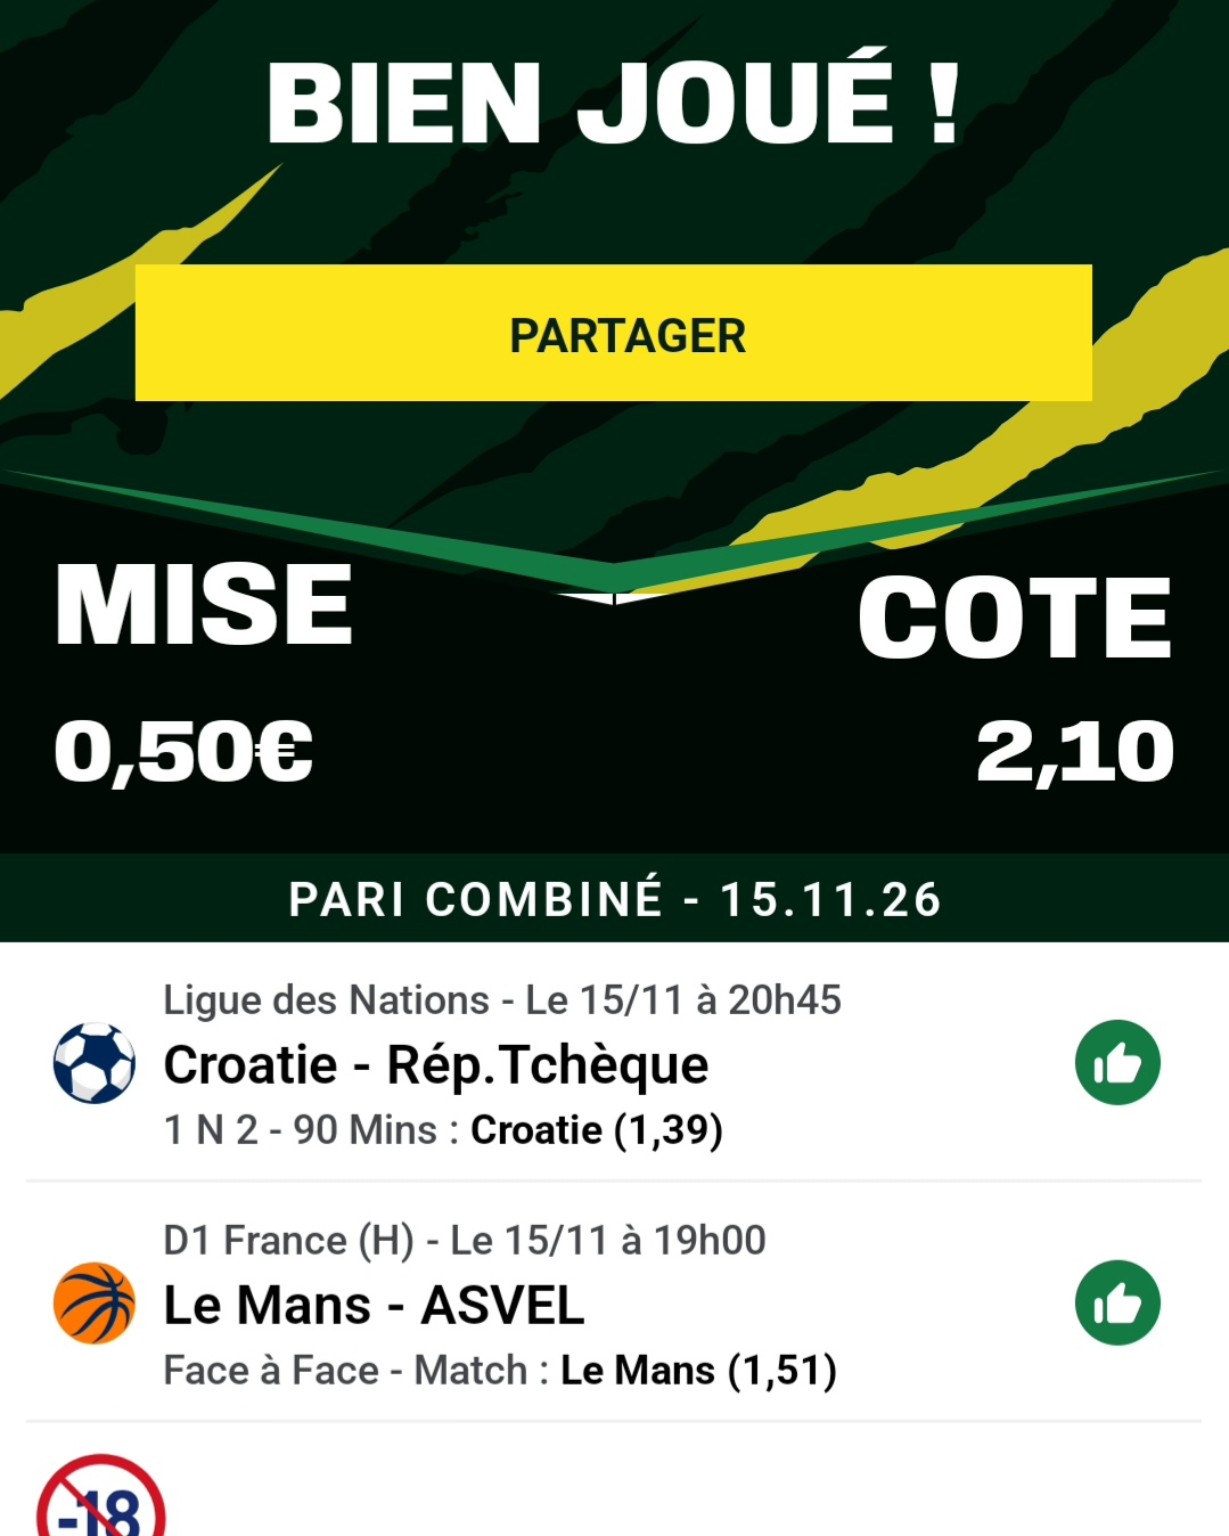 BIEN JOUÉ !
PARTAGER
MISE
COTE
0,50€
2,10
PARI COMBINÉ - 15.11.26
Ligue des Nations - Le 15/11 à 20h45
Croatie - Rép.Tchèque
1 N 2 - 90 Mins : Croatie (1,39)
D1 France (H) - Le 15/11 à 19h00
Le Mans - ASVEL
Face à Face - Match : Le Mans (1,51)
-18